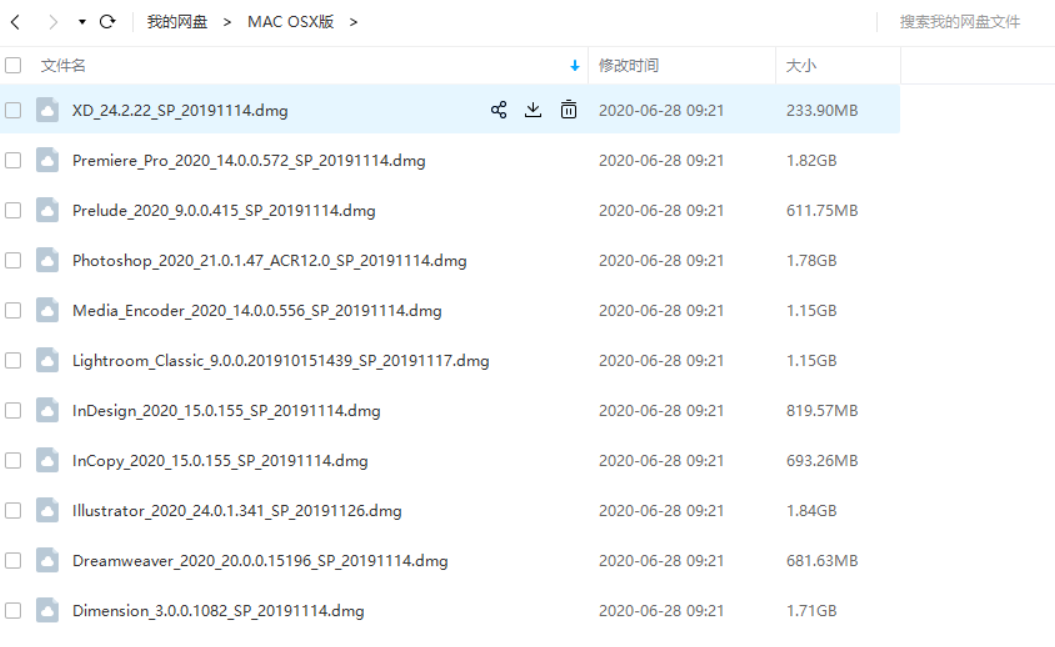 我的网盘 > MAC OSX版 > 搜索我的网盘文件
文件名 修改时间 大小
XD_24.2.22_SP_20191114.dmg 2020-06-28 09:21 233.90MB
Premiere_Pro_2020_14.0.0.572_SP_20191114.dmg 2020-06-28 09:21 1.82GB
Prelude_2020_9.0.0.415_SP_20191114.dmg 2020-06-28 09:21 611.75MB
Photoshop_2020_21.0.1.47_ACR12.0_SP_20191114.dmg 2020-06-28 09:21 1.78GB
Media_Encoder_2020_14.0.0.556_SP_20191114.dmg 2020-06-28 09:21 1.15GB
Lightroom_Classic_9.0.0.201910151439_SP_20191117.dmg 2020-06-28 09:21 1.15GB
InDesign_2020_15.0.155_SP_20191114.dmg 2020-06-28 09:21 819.57MB
InCopy_2020_15.0.155_SP_20191114.dmg 2020-06-28 09:21 693.26MB
Illustrator_2020_24.0.1.341_SP_20191126.dmg 2020-06-28 09:21 1.84GB
Dreamweaver_2020_20.0.0.15196_SP_20191114.dmg 2020-06-28 09:21 681.63MB
Dimension_3.0.0.1082_SP_20191114.dmg 2020-06-28 09:21 1.71GB